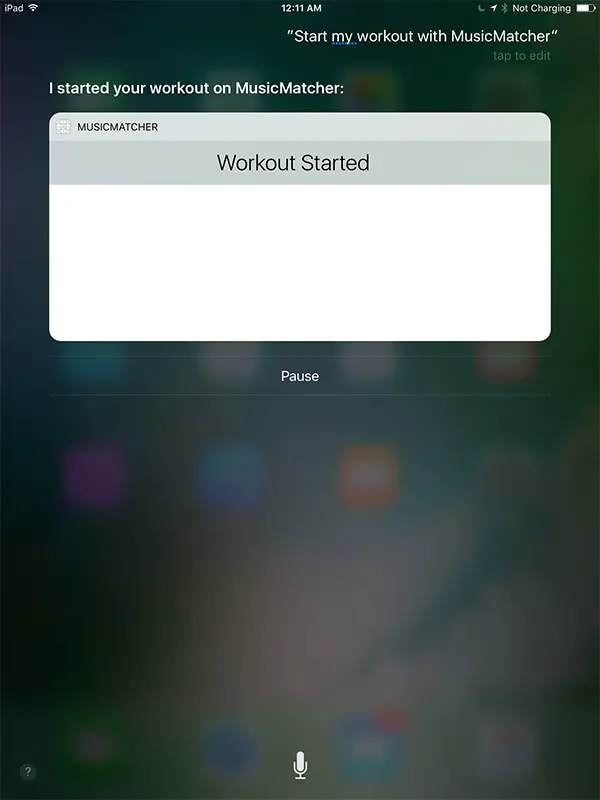 iPad 12:11 AM Not Charging
"Start my workout with MusicMatcher"
tap to edit
I started your workout on MusicMatcher:
MUSICMATCHER
Workout Started
Pause
?